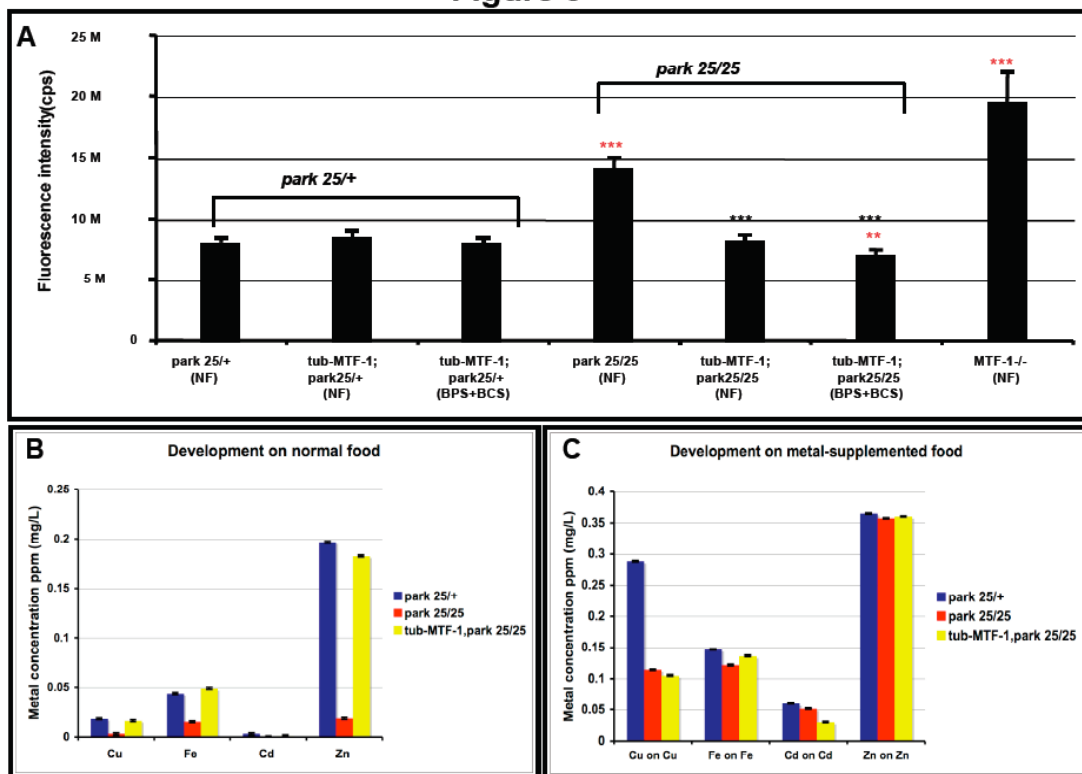 A
Fluorescence intensity(cps)
25 M
20 M
15 M
10 M
5 M
0
park 25/+
park 25/25
***
***
***
**
***
park 25/+
(NF)
tub-MTF-1;
park25/+
(NF)
tub-MTF-1;
park25/+
(BPS+BCS)
park 25/25
(NF)
tub-MTF-1;
park25/25
(NF)
tub-MTF-1;
park25/25
(BPS+BCS)
MTF-1-/-
(NF)
B
Development on normal food
Metal concentration ppm (mg/L)
0.25
0.2
0.15
0.1
0.05
0
Cu
Fe
Cd
Zn
park 25/+
park 25/25
tub-MTF-1,park 25/25
C
Development on metal-supplemented food
Metal concentration ppm (mg/L)
0.4
0.35
0.3
0.25
0.2
0.15
0.1
0.05
0
Cu on Cu
Fe on Fe
Cd on Cd
Zn on Zn
park 25/+
park 25/25
tub-MTF-1,park 25/25